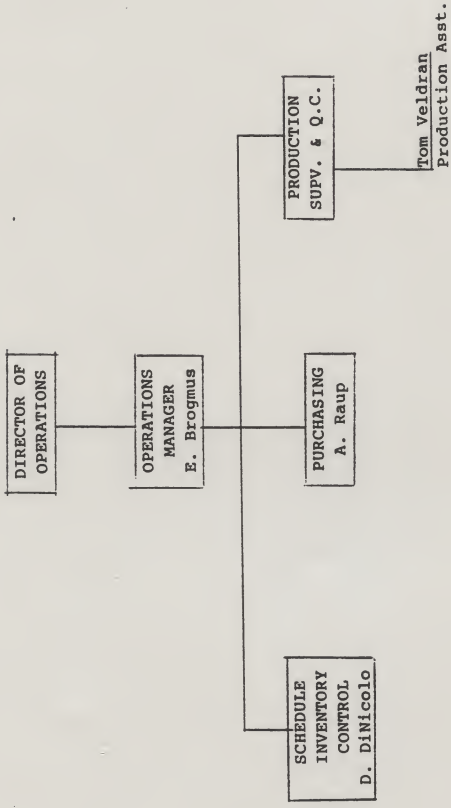 DIRECTOR OF
OPERATIONS
OPERATIONS
MANAGER
E. Brogmus
SCHEDULE
INVENTORY
CONTROL
D. DiNicolo
PURCHASING
A. Raup
PRODUCTION
SUPV. & Q.C.
Tom Veldran
Production Asst.